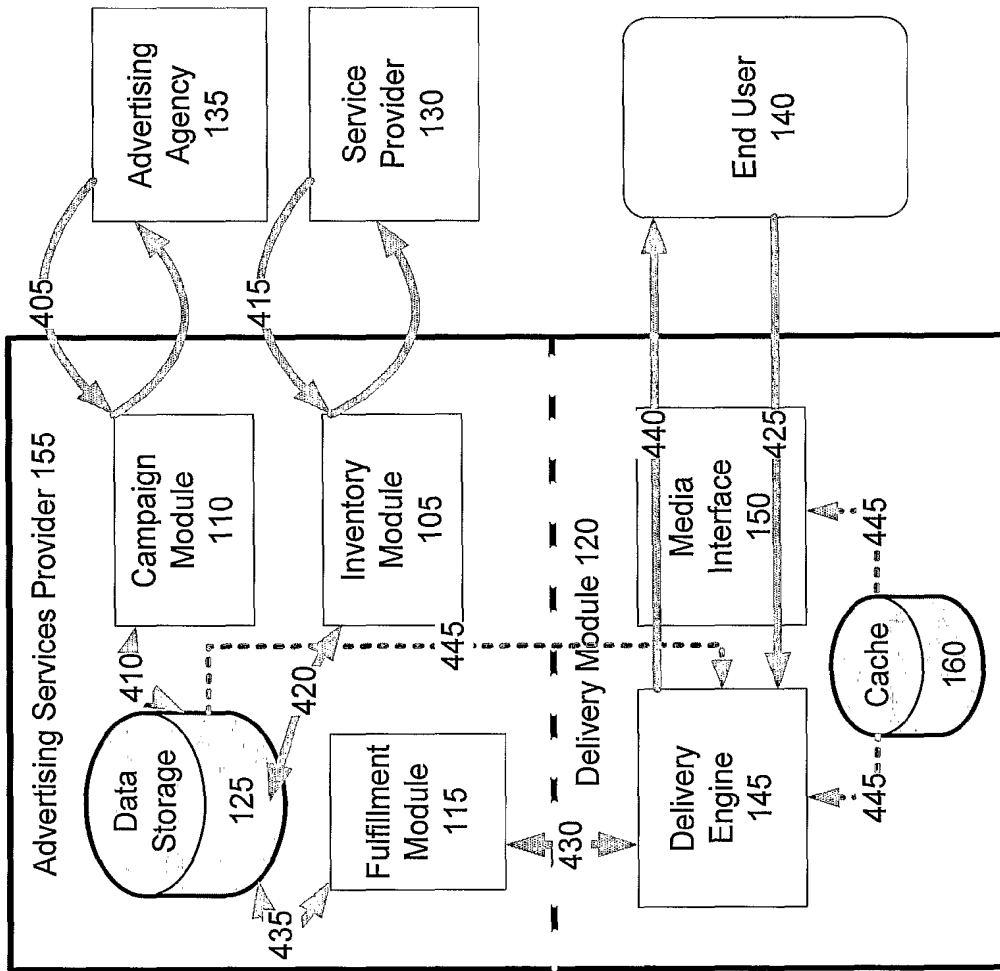 Advertising Services Provider 155
Data
Storage
125
410
Campaign
Module
110
405
Advertising
Agency
135
435
420
Fulfillment
Module
115
Inventory
Module
105
415
Service
Provider
130
445
430
Delivery Module 120
Delivery
Engine
145
440
Media
Interface
150
425
End User
140
445
Cache
160
445